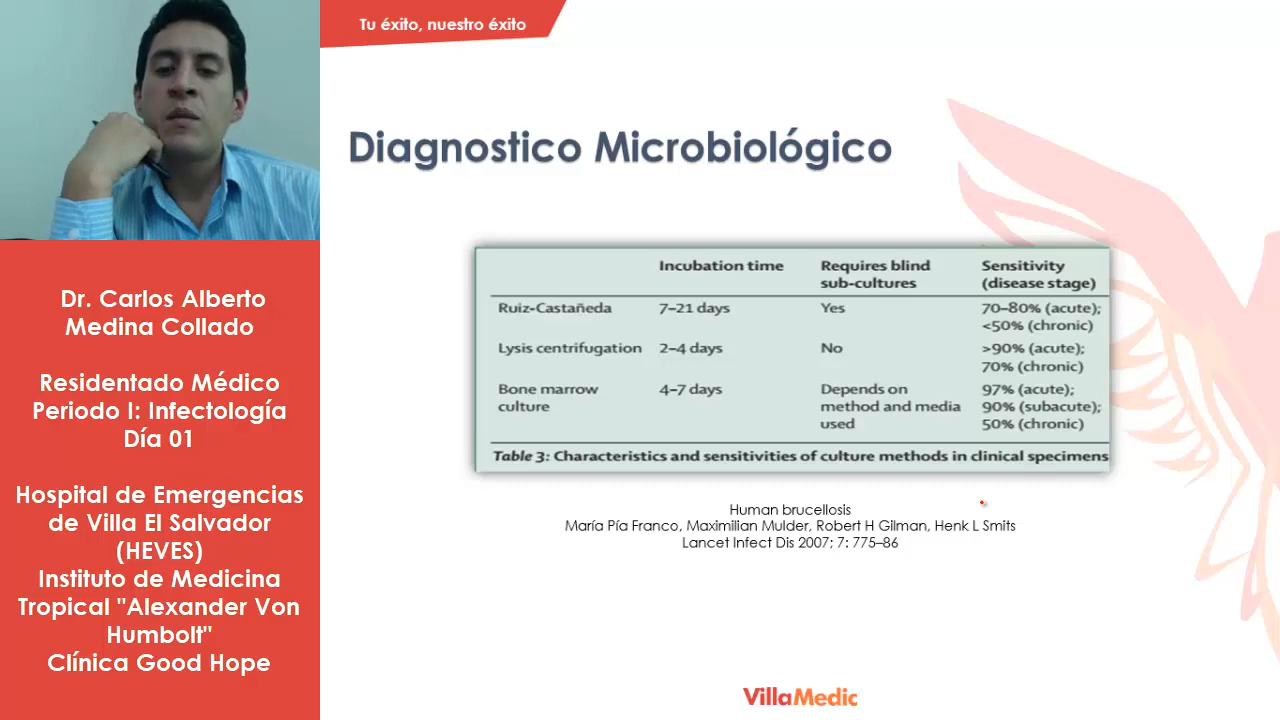 Tu éxito, nuestro éxito
Diagnostico Microbiológico
Dr. Carlos Alberto
Medina Collado
Residentado Médico
Periodo I: Infectología
Día 01
Hospital de Emergencias
de Villa El Salvador
(HEVES)
Instituto de Medicina
Tropical "Alexander Von
Humbolt"
Clínica Good Hope
Incubation time Requires blind Sensitivity
sub-cultures (disease stage)
Ruiz-Castañeda 7–21 days Yes 70–80% (acute);
<50% (chronic)
Lysis centrifugation 2–4 days No >90% (acute);
70% (chronic)
Bone marrow 4–7 days Depends on 97% (acute);
culture method and media 90% (subacute);
used 50% (chronic)
Table 3: Characteristics and sensitivities of culture methods in clinical specimens
Human brucellosis
María Pía Franco, Maximilian Mulder, Robert H Gilman, Henk L Smits
Lancet Infect Dis 2007; 7: 775–86
VillaMedic